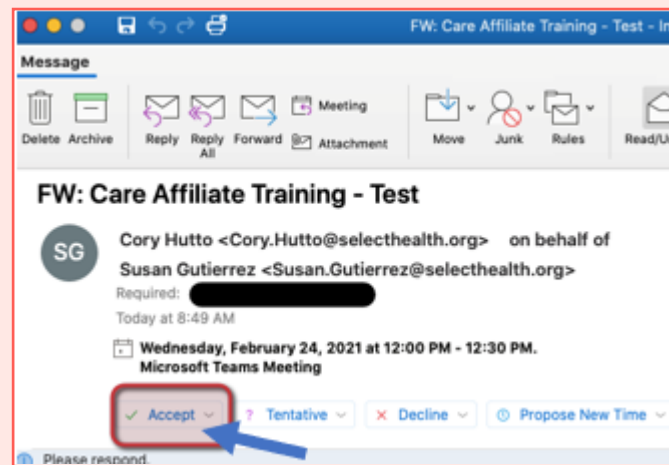 FW: Care Affiliate Training - Test - In
Message
Delete Archive Reply Reply All Forward Meeting Attachment Move Junk Rules Read/U
FW: Care Affiliate Training - Test
SG
Cory Hutto <Cory.Hutto@selecthealth.org> on behalf of
Susan Gutierrez <Susan.Gutierrez@selecthealth.org>
Required:
Today at 8:49 AM
Wednesday, February 24, 2021 at 12:00 PM - 12:30 PM.
Microsoft Teams Meeting
Accept ? Tentative Decline Propose New Time
Please respond.